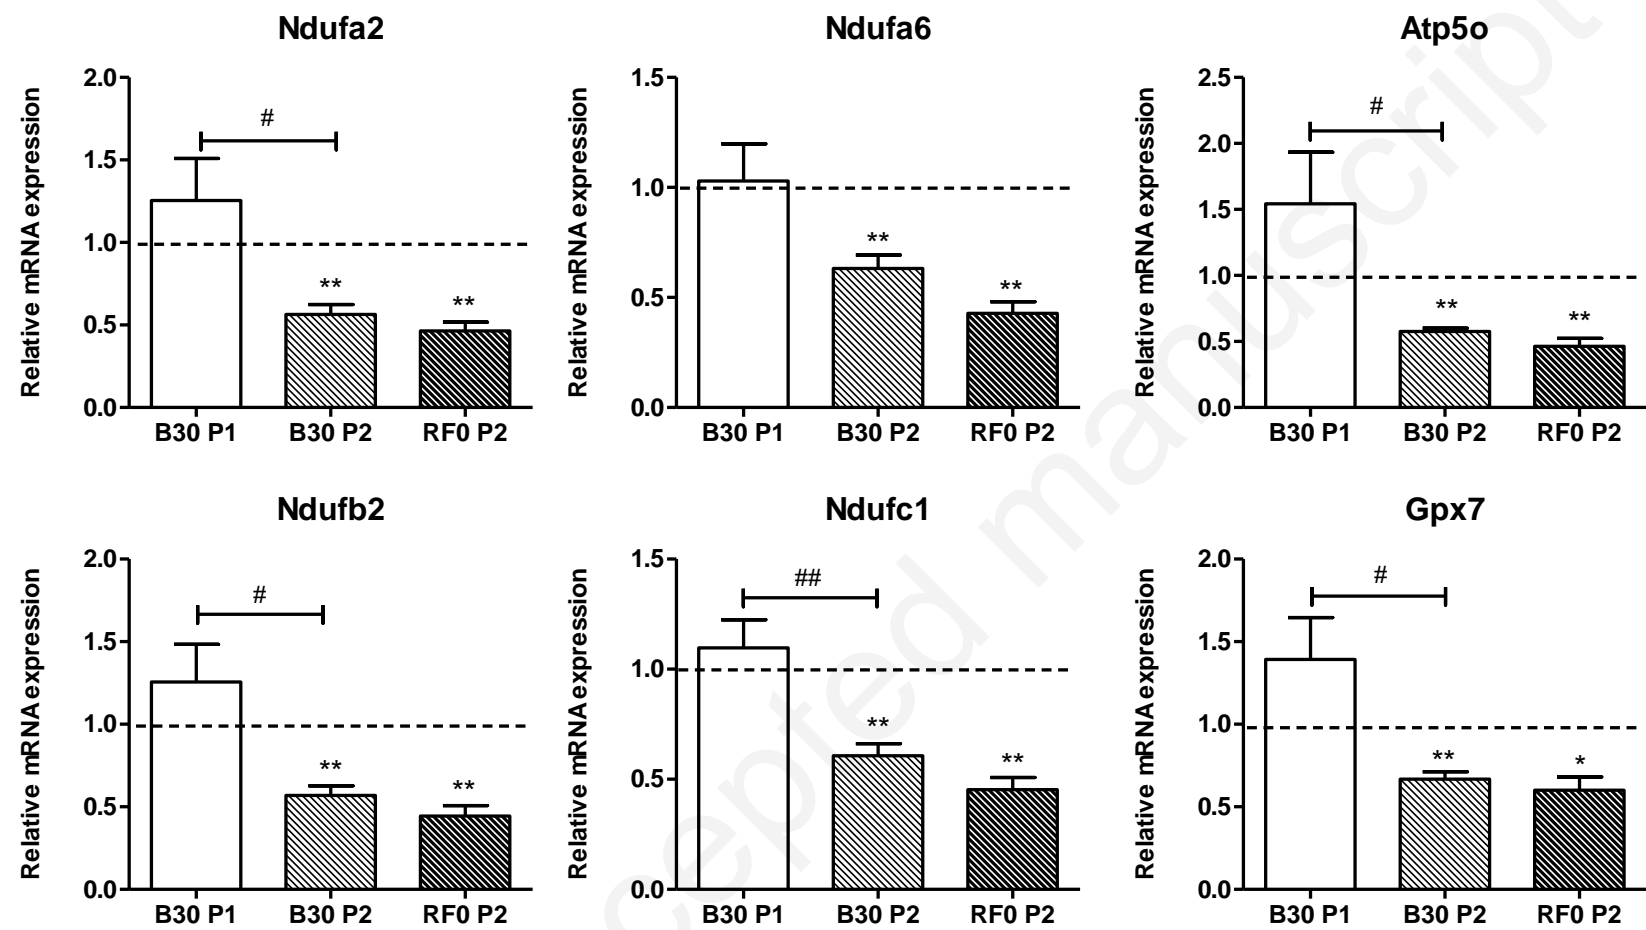 Ndufa2
Relative mRNA expression
2.0
1.5
1.0
0.5
0.0
#
**
**
B30 P1 B30 P2 RF0 P2
Ndufa6
Relative mRNA expression
1.5
1.0
0.5
0.0
**
**
B30 P1 B30 P2 RF0 P2
Atp5o
Relative mRNA expression
2.5
2.0
1.5
1.0
0.5
0.0
#
**
**
B30 P1 B30 P2 RF0 P2
Ndufb2
Relative mRNA expression
2.0
1.5
1.0
0.5
0.0
#
**
**
B30 P1 B30 P2 RF0 P2
Ndufc1
Relative mRNA expression
1.5
1.0
0.5
0.0
##
**
**
B30 P1 B30 P2 RF0 P2
Gpx7
Relative mRNA expression
2.0
1.5
1.0
0.5
0.0
#
**
*
B30 P1 B30 P2 RF0 P2
cepted manuscript